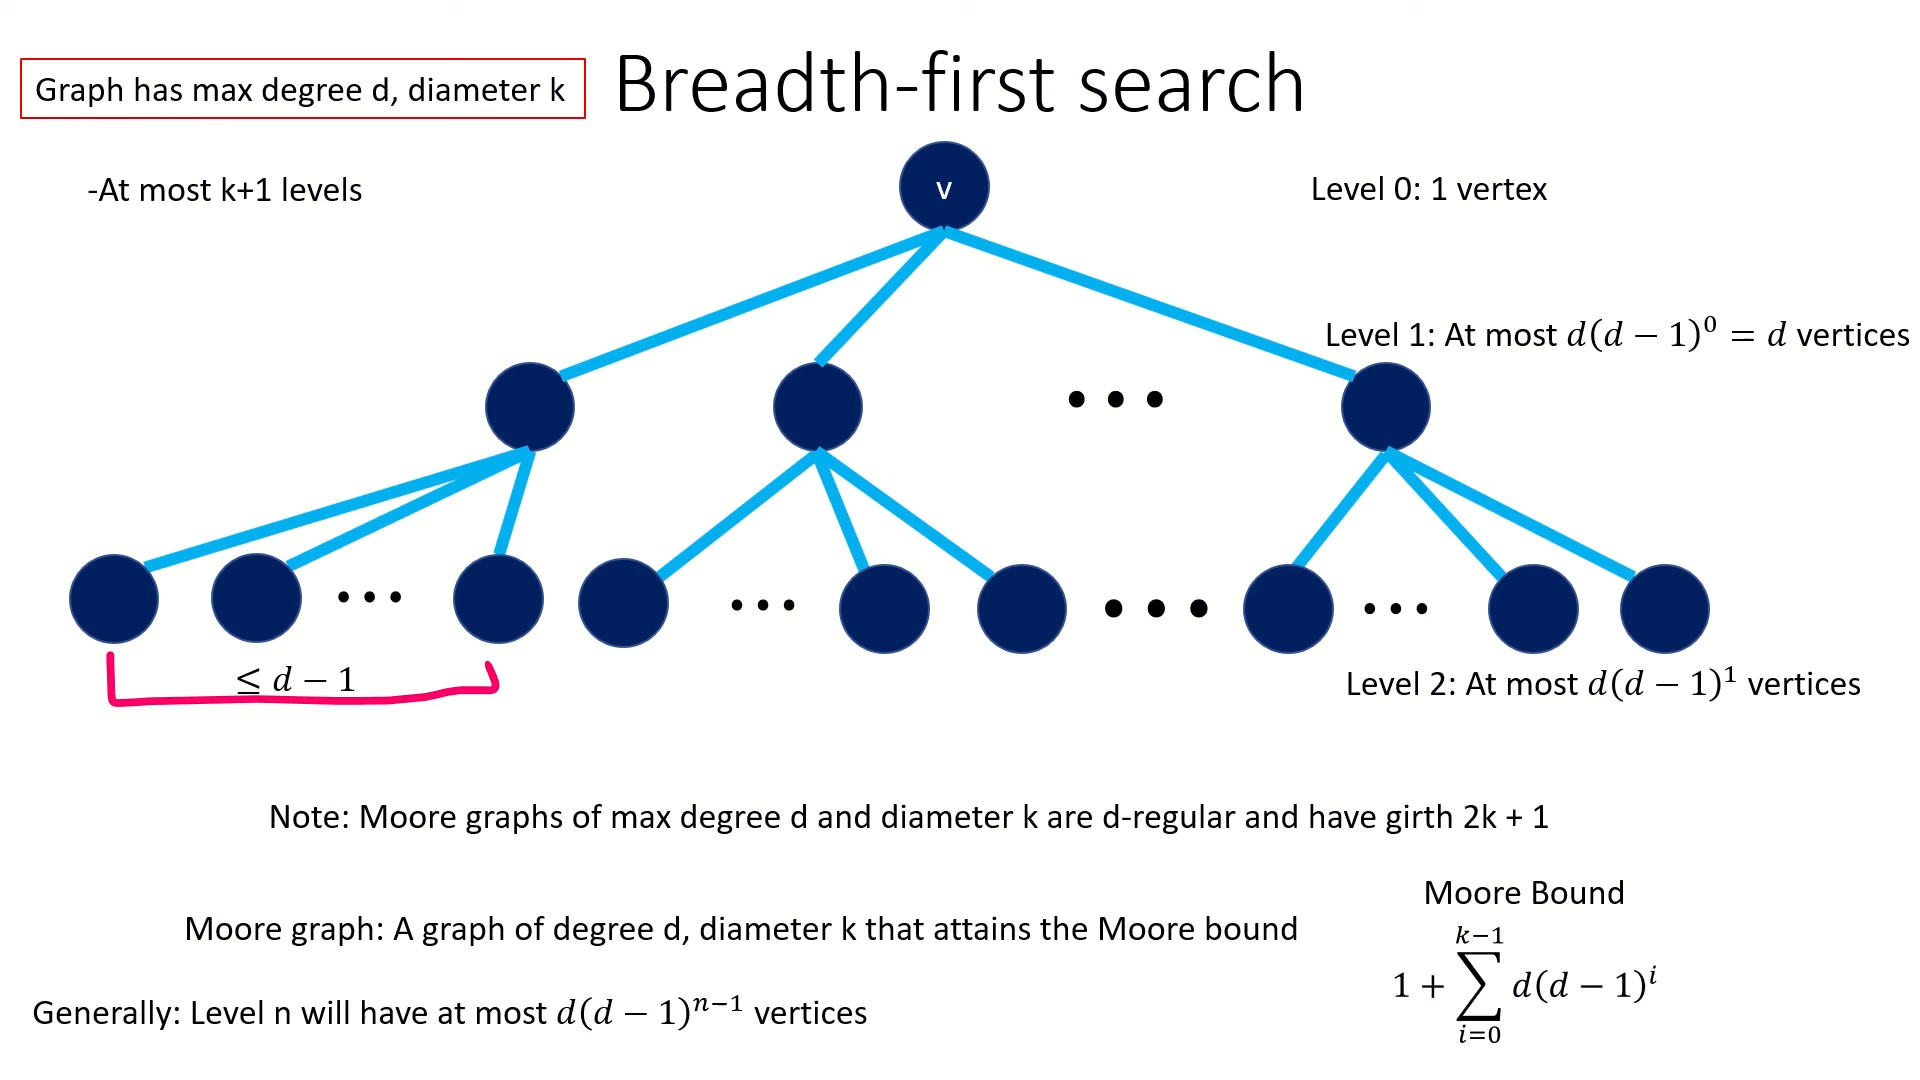 Graph has max degree d, diameter k
Breadth-first search
-At most k+1 levels
v
Level 0: 1 vertex
Level 1: At most d(d − 1)⁰ = d vertices
≤ d − 1
Level 2: At most d(d − 1)¹ vertices
Note: Moore graphs of max degree d and diameter k are d-regular and have girth 2k + 1
Moore Bound
Moore graph: A graph of degree d, diameter k that attains the Moore bound
1 + ∑_{i=0}^{k−1} d(d − 1)^i
Generally: Level n will have at most d(d − 1)^{n−1} vertices